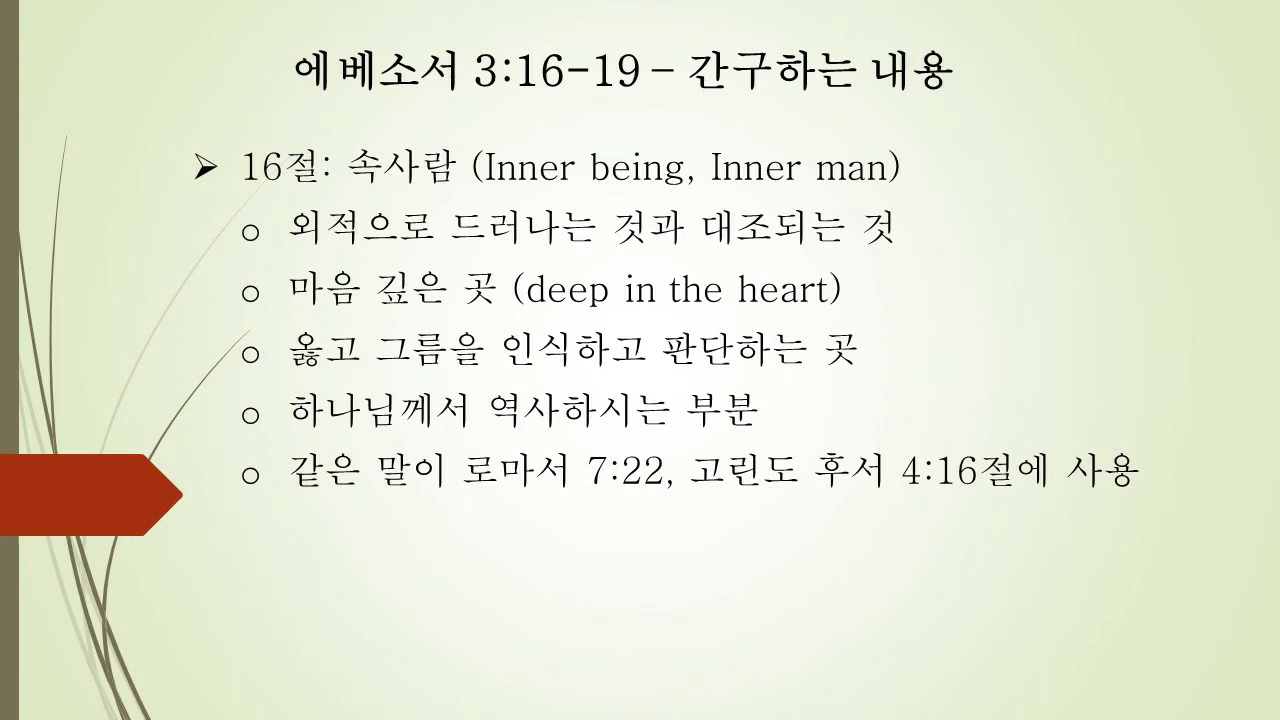 에베소서 3:16-19 – 간구하는 내용
➢ 16절: 속사람 (Inner being, Inner man)
o 외적으로 드러나는 것과 대조되는 것
o 마음 깊은 곳 (deep in the heart)
o 옳고 그름을 인식하고 판단하는 곳
o 하나님께서 역사하시는 부분
o 같은 말이 로마서 7:22, 고린도 후서 4:16절에 사용